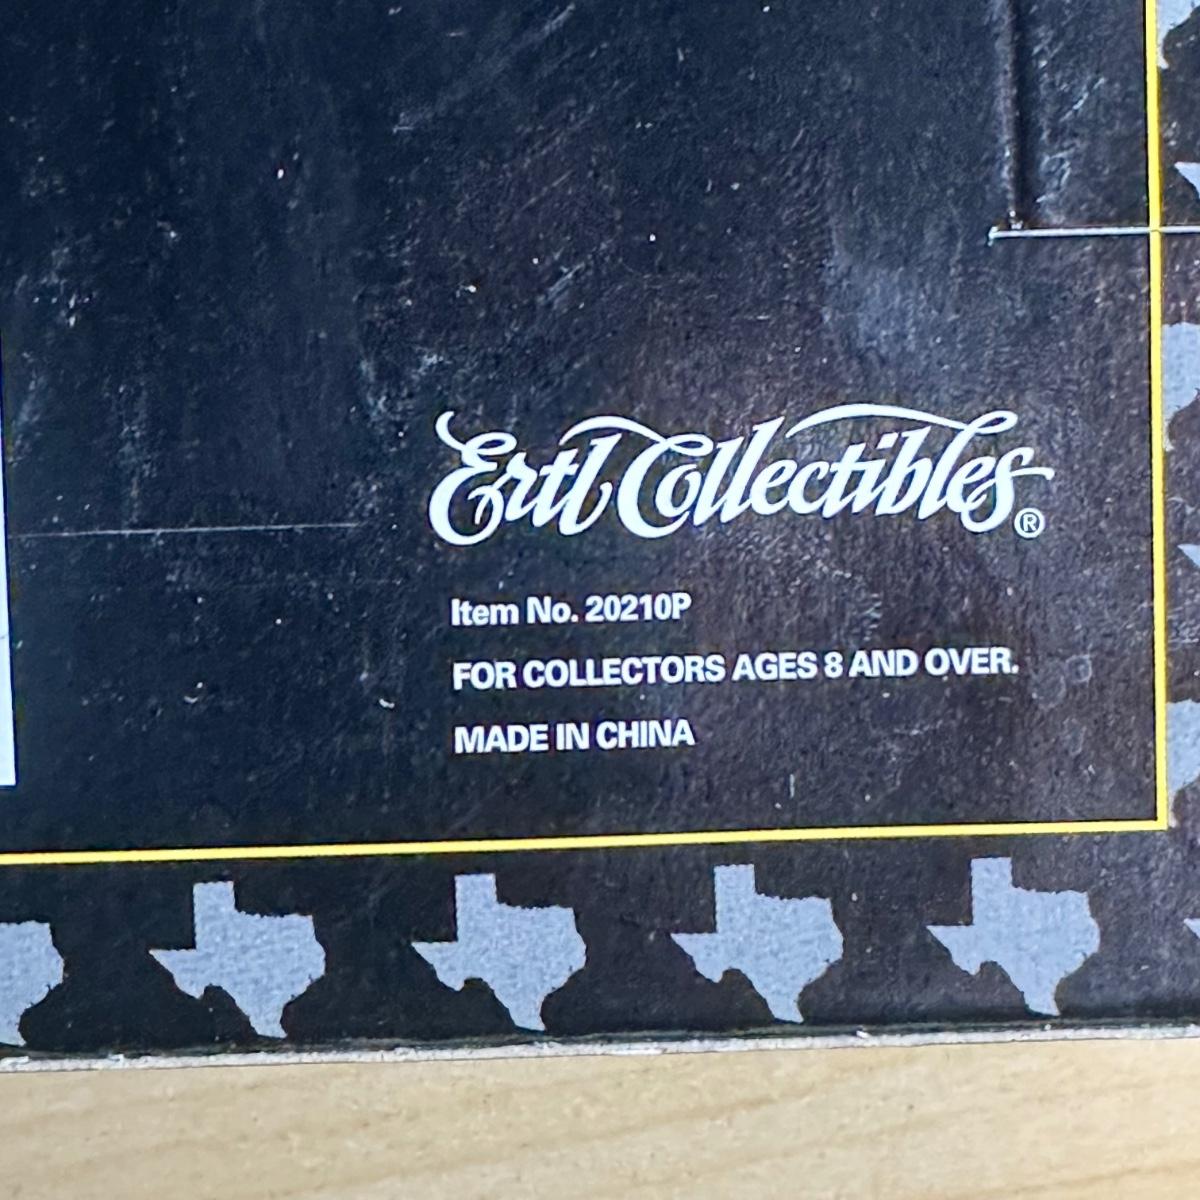 Ertl Collectibles®
Item No. 20210P
FOR COLLECTORS AGES 8 AND OVER.
MADE IN CHINA